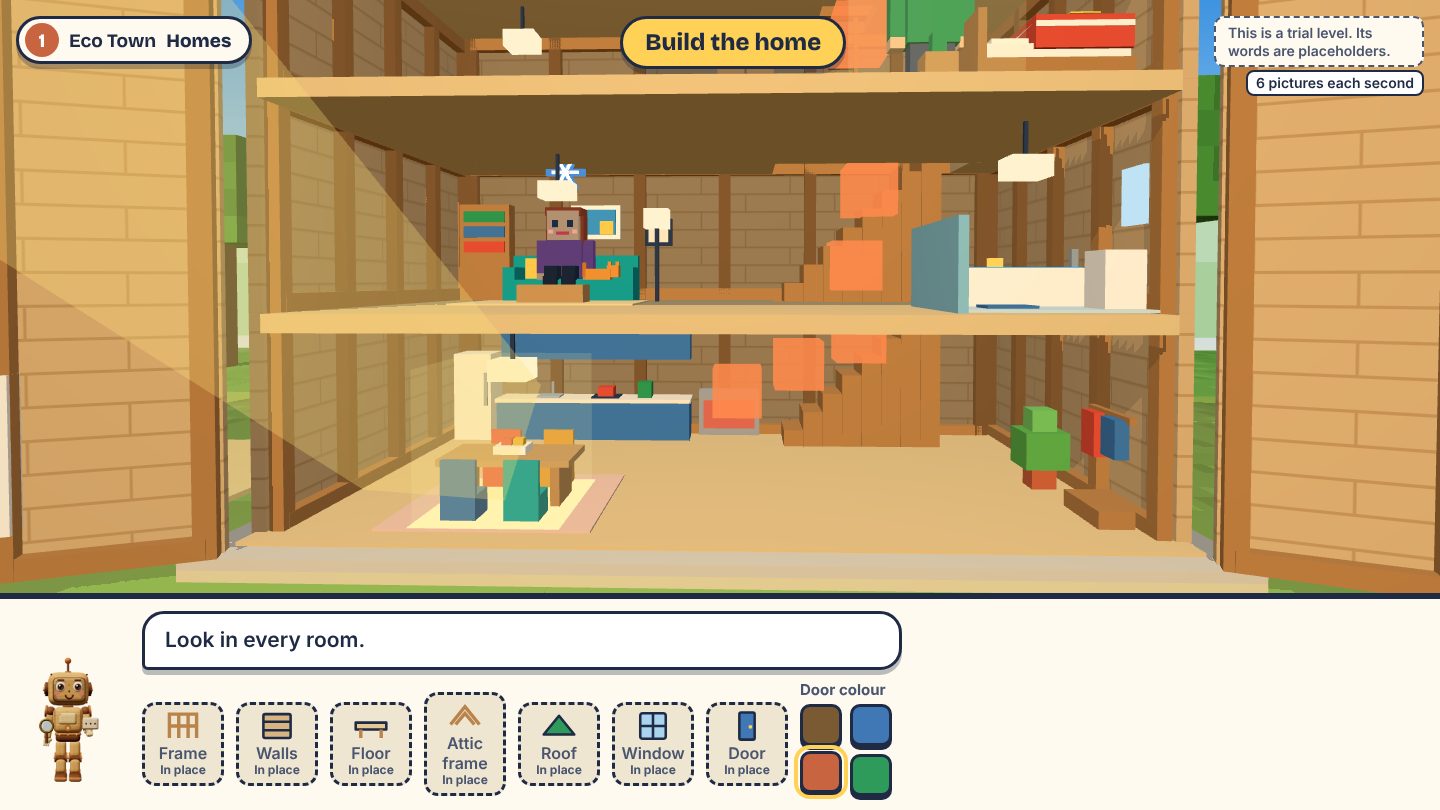 1 Eco Town Homes
Build the home
This is a trial level. Its
words are placeholders.
6 pictures each second
Look in every room.
Door colour
Frame
In place
Walls
In place
Floor
In place
Attic
frame
In place
Roof
In place
Window
In place
Door
In place